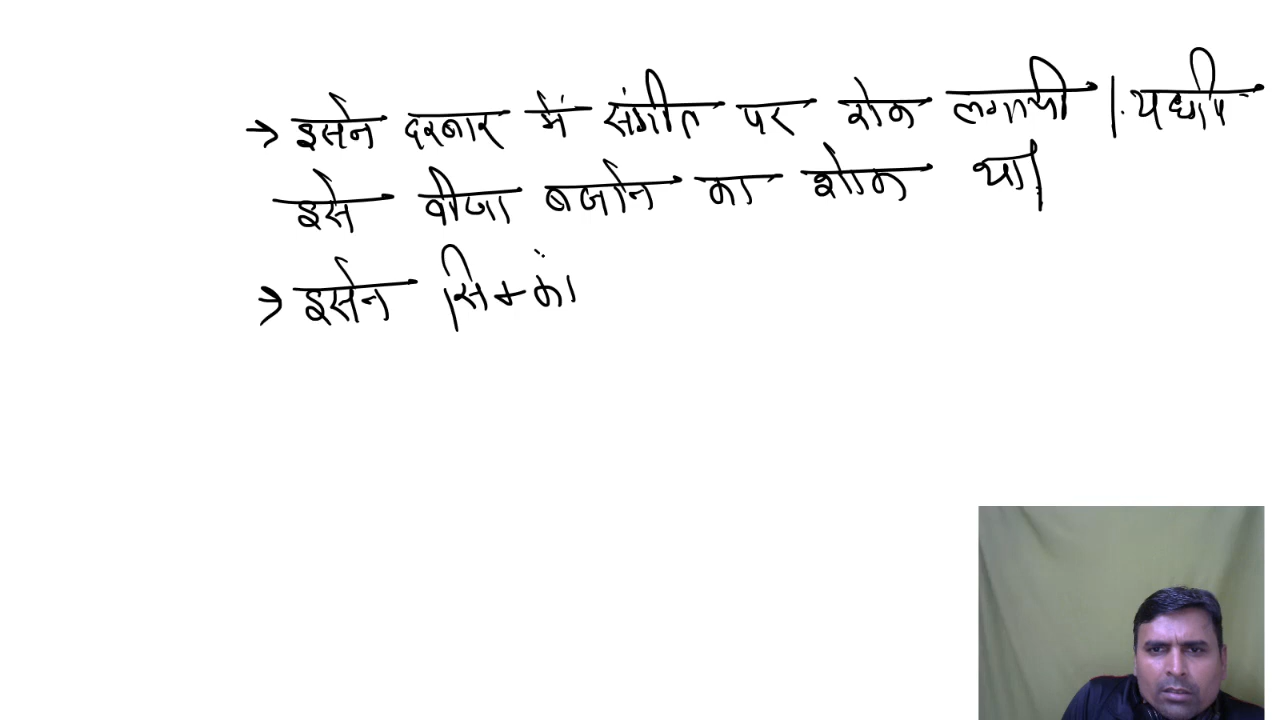 → इसने दरबार में संगीत पर रोक लगायी । यद्यपि
इसे वीणा बजाने का शौक था।
→ इसने सिक्कों